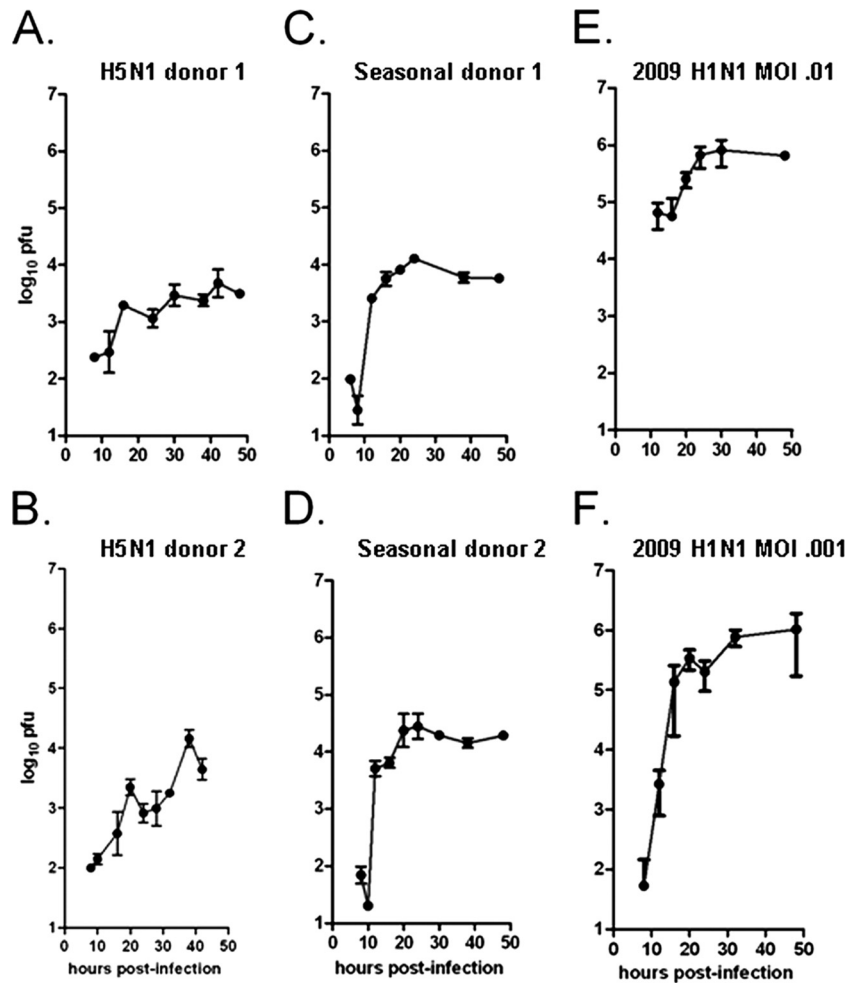 A.
H5N1 donor 1
7
6
5
4
3
2
1
log10 pfu
0 10 20 30 40 50
C.
Seasonal donor 1
7
6
5
4
3
2
1
0 10 20 30 40 50
E.
2009 H1N1 MOI .01
7
6
5
4
3
2
1
0 10 20 30 40 50
B.
H5N1 donor 2
7
6
5
4
3
2
1
log10 pfu
0 10 20 30 40 50
hours post-infection
D.
Seasonal donor 2
7
6
5
4
3
2
1
0 10 20 30 40 50
hours post-infection
F.
2009 H1N1 MOI .001
7
6
5
4
3
2
1
0 10 20 30 40 50
hours post-infection